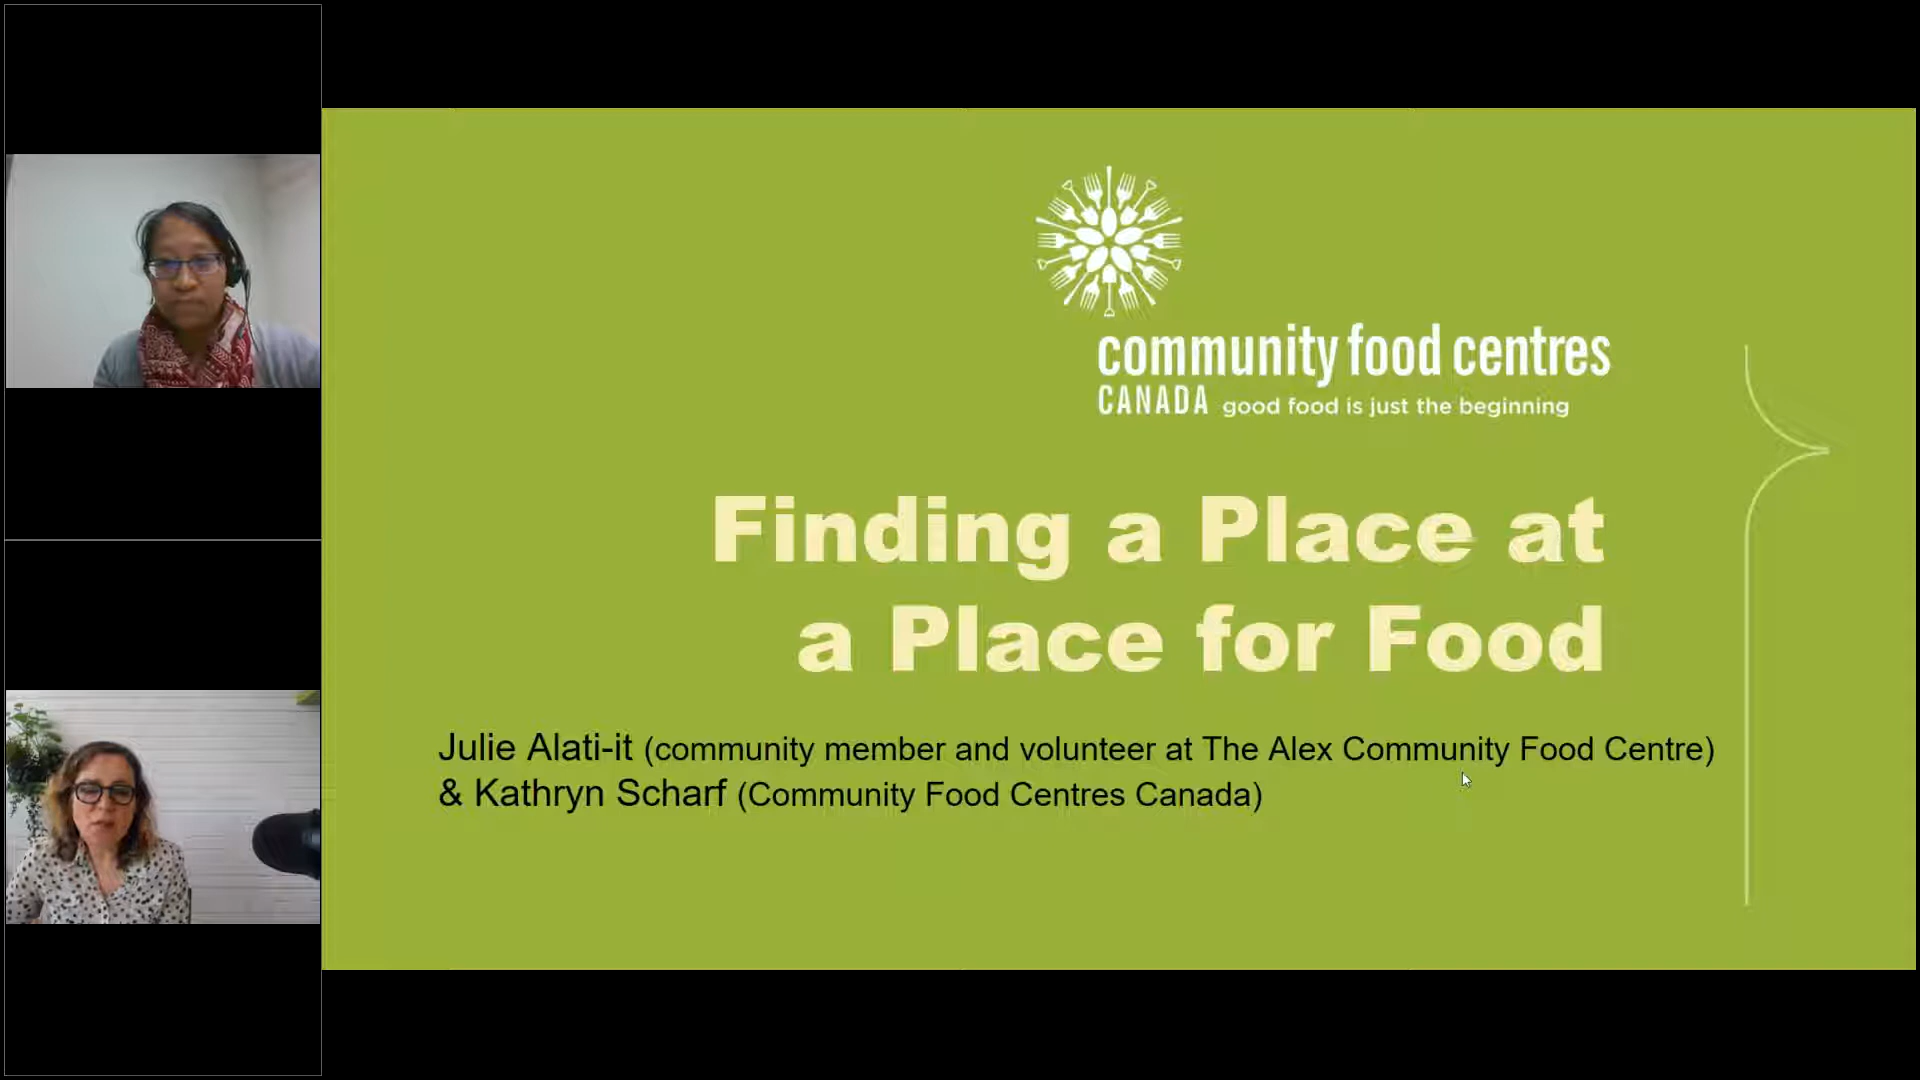 community food centres
CANADA good food is just the beginning
Finding a Place at
a Place for Food
Julie Alati-it (community member and volunteer at The Alex Community Food Centre)
& Kathryn Scharf (Community Food Centres Canada)